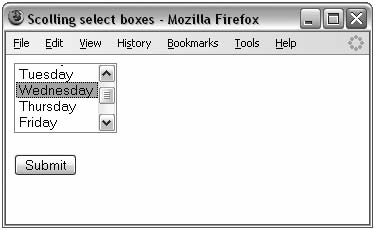 Scolling select boxes - Mozilla Firefox
File Edit View History Bookmarks Tools Help
Tuesday
Wednesday
Thursday
Friday
Submit